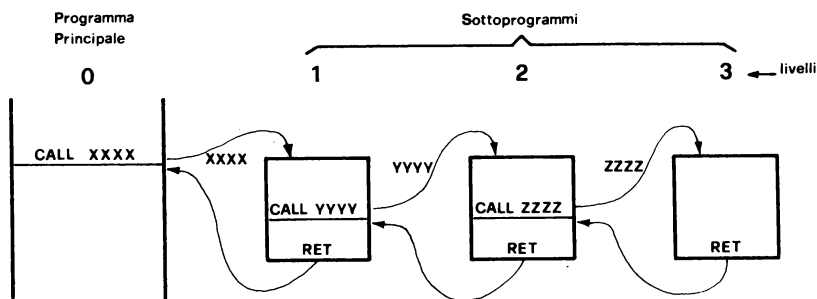 Programma
Principale
Sottoprogrammi
0
1
2
3
livelli
CALL XXXX
XXXX
YYYY
ZZZZ
CALL YYYY
CALL ZZZZ
RET
RET
RET